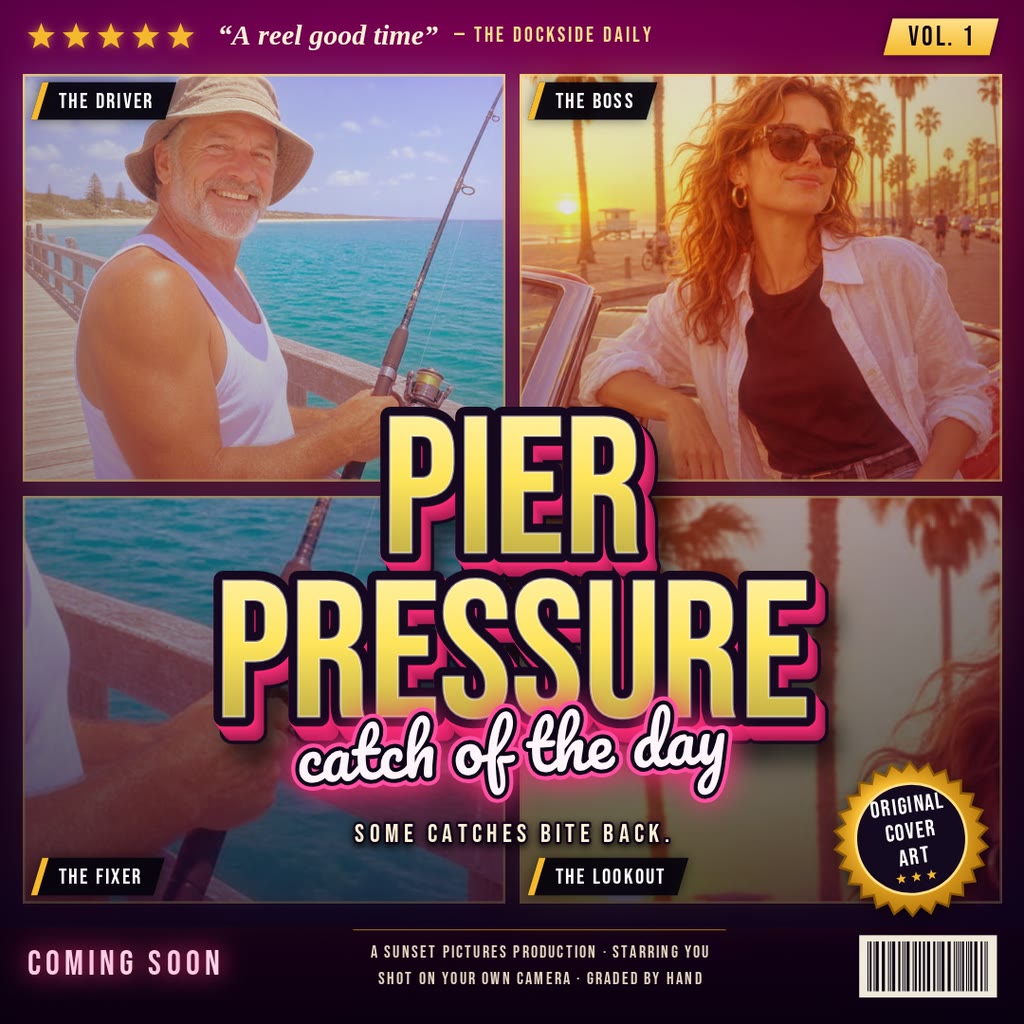 “A reel good time” – THE DOCKSIDE DAILY
VOL. 1
THE DRIVER
THE BOSS
PIER
PRESSURE
catch of the day
SOME CATCHES BITE BACK.
THE FIXER
THE LOOKOUT
ORIGINAL
COVER
ART
COMING SOON
A SUNSET PICTURES PRODUCTION · STARRING YOU
SHOT ON YOUR OWN CAMERA · GRADED BY HAND